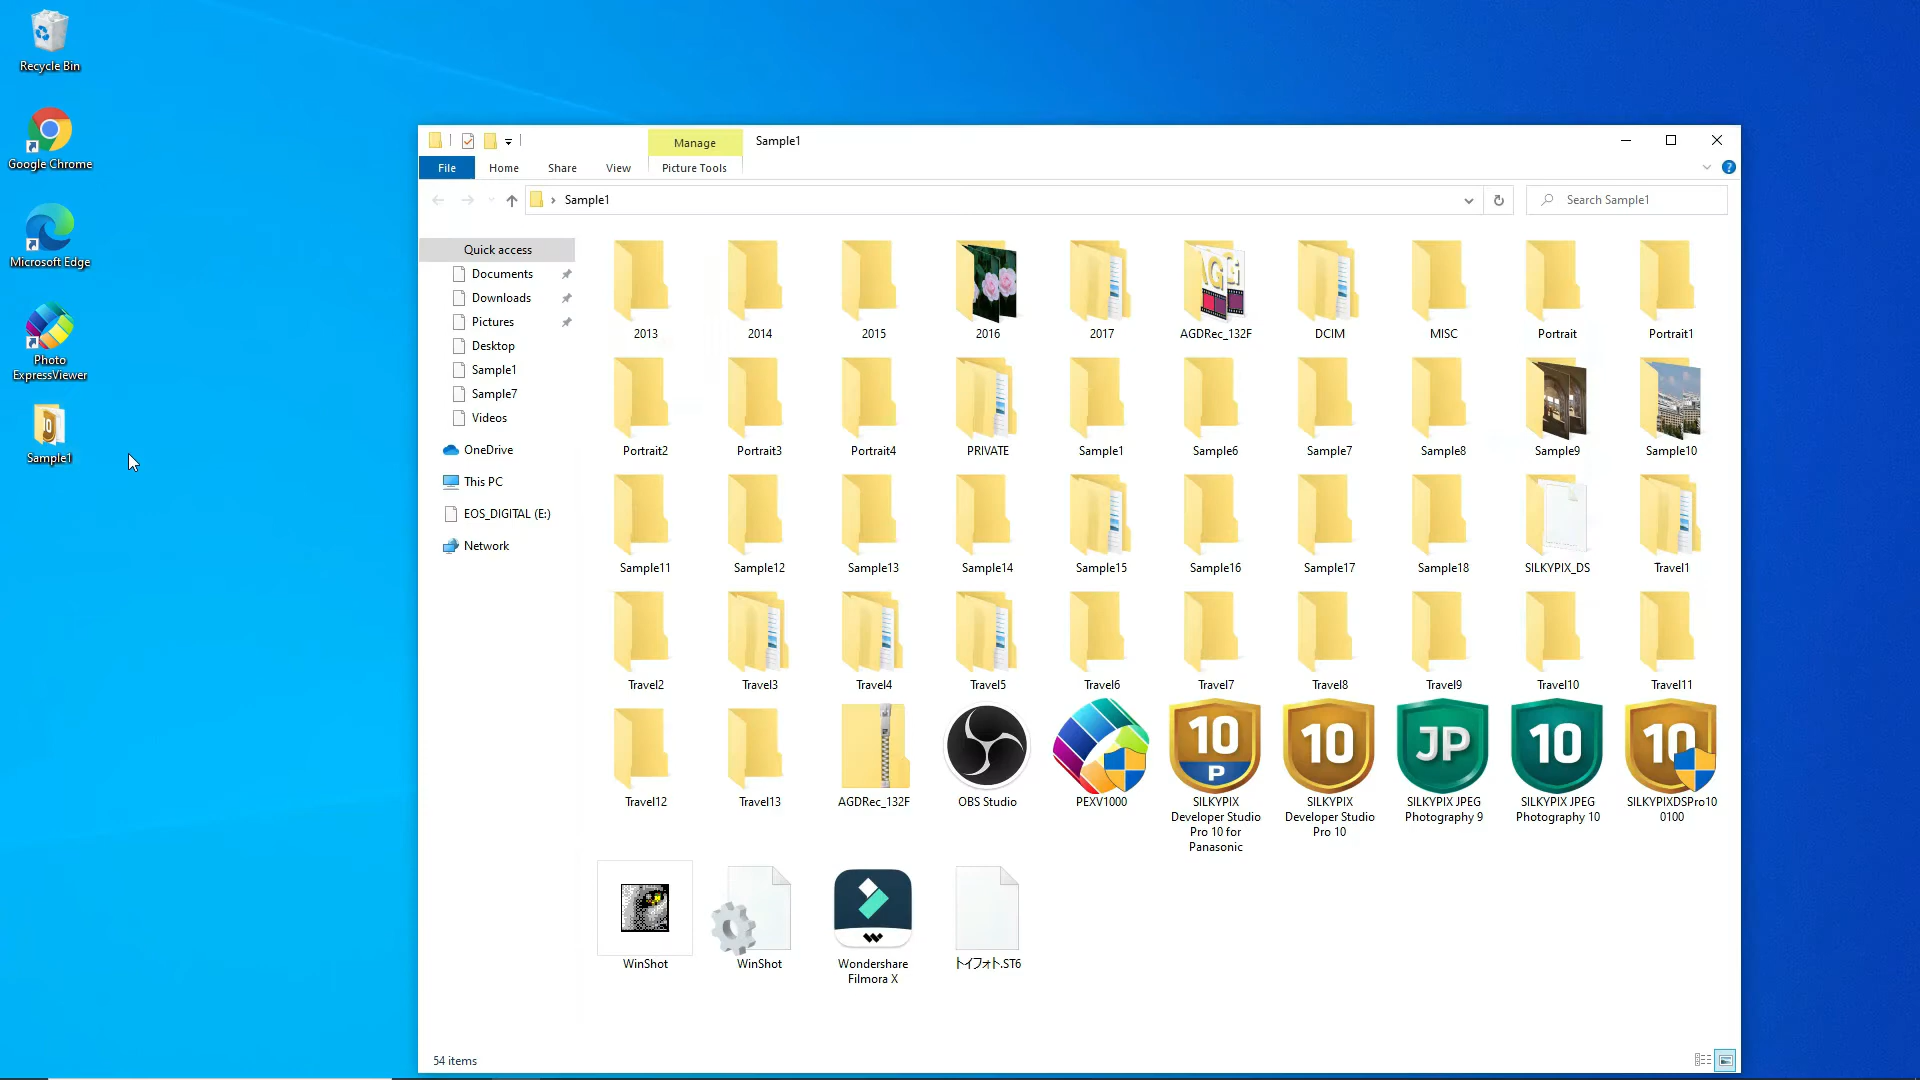 Recycle Bin
Google Chrome
Microsoft Edge
Photo
ExpressViewer
Sample1
Manage
Sample1
File
Home
Share
View
Picture Tools
Sample1
Search Sample1
Quick access
Documents
Downloads
Pictures
Desktop
Sample1
Sample7
Videos
OneDrive
This PC
EOS_DIGITAL (E:)
Network
2013
2014
2015
2016
2017
AGDRec_132F
DCIM
MISC
Portrait
Portrait1
Portrait2
Portrait3
Portrait4
PRIVATE
Sample1
Sample6
Sample7
Sample8
Sample9
Sample10
Sample11
Sample12
Sample13
Sample14
Sample15
Sample16
Sample17
Sample18
SILKYPIX_DS
Travel1
Travel2
Travel3
Travel4
Travel5
Travel6
Travel7
Travel8
Travel9
Travel10
Travel11
Travel12
Travel13
AGDRec_132F
OBS Studio
PEXV1000
10
P
SILKYPIX
Developer Studio
Pro 10 for
Panasonic
10
SILKYPIX
Developer Studio
Pro 10
JP
SILKYPIX JPEG
Photography 9
10
SILKYPIX JPEG
Photography 10
10
SILKYPIXDSPro10
0100
WinShot
WinShot
Wondershare
Filmora X
トイフォト.ST6
54 items